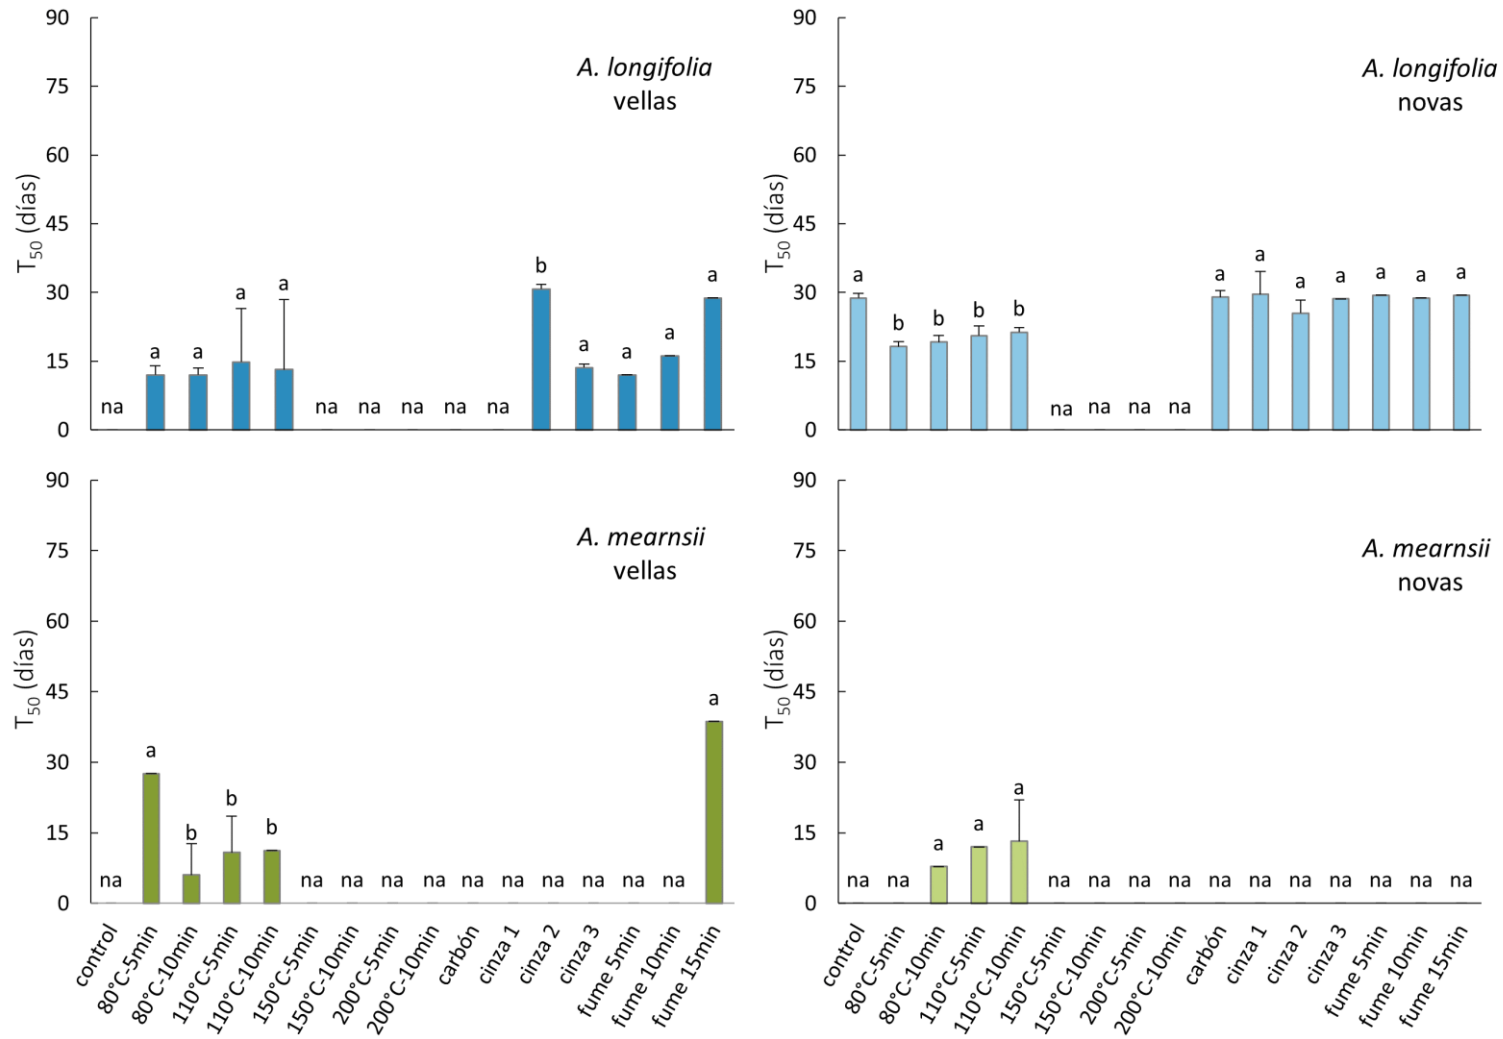 90
75
60
45
30
15
0
T50 (días)
A. longifolia
vellas
na
a
a
a
a
na
na
na
na
na
b
a
a
a
a
90
75
60
45
30
15
0
T50 (días)
A. longifolia
novas
a
b
b
b
b
na
na
na
na
a
a
a
a
a
a
a
90
75
60
45
30
15
0
T50 (días)
A. mearnsii
vellas
na
a
b
b
b
na
na
na
na
na
na
na
na
na
na
a
control
80°C-5min
80°C-10min
110°C-5min
110°C-10min
150°C-5min
150°C-10min
200°C-5min
200°C-10min
carbón
cinza 1
cinza 2
cinza 3
fume 5min
fume 10min
fume 15min
90
75
60
45
30
15
0
T50 (días)
A. mearnsii
novas
na
na
a
a
a
na
na
na
na
na
na
na
na
na
na
na
control
80°C-5min
80°C-10min
110°C-5min
110°C-10min
150°C-5min
150°C-10min
200°C-5min
200°C-10min
carbón
cinza 1
cinza 2
cinza 3
fume 5min
fume 10min
fume 15min